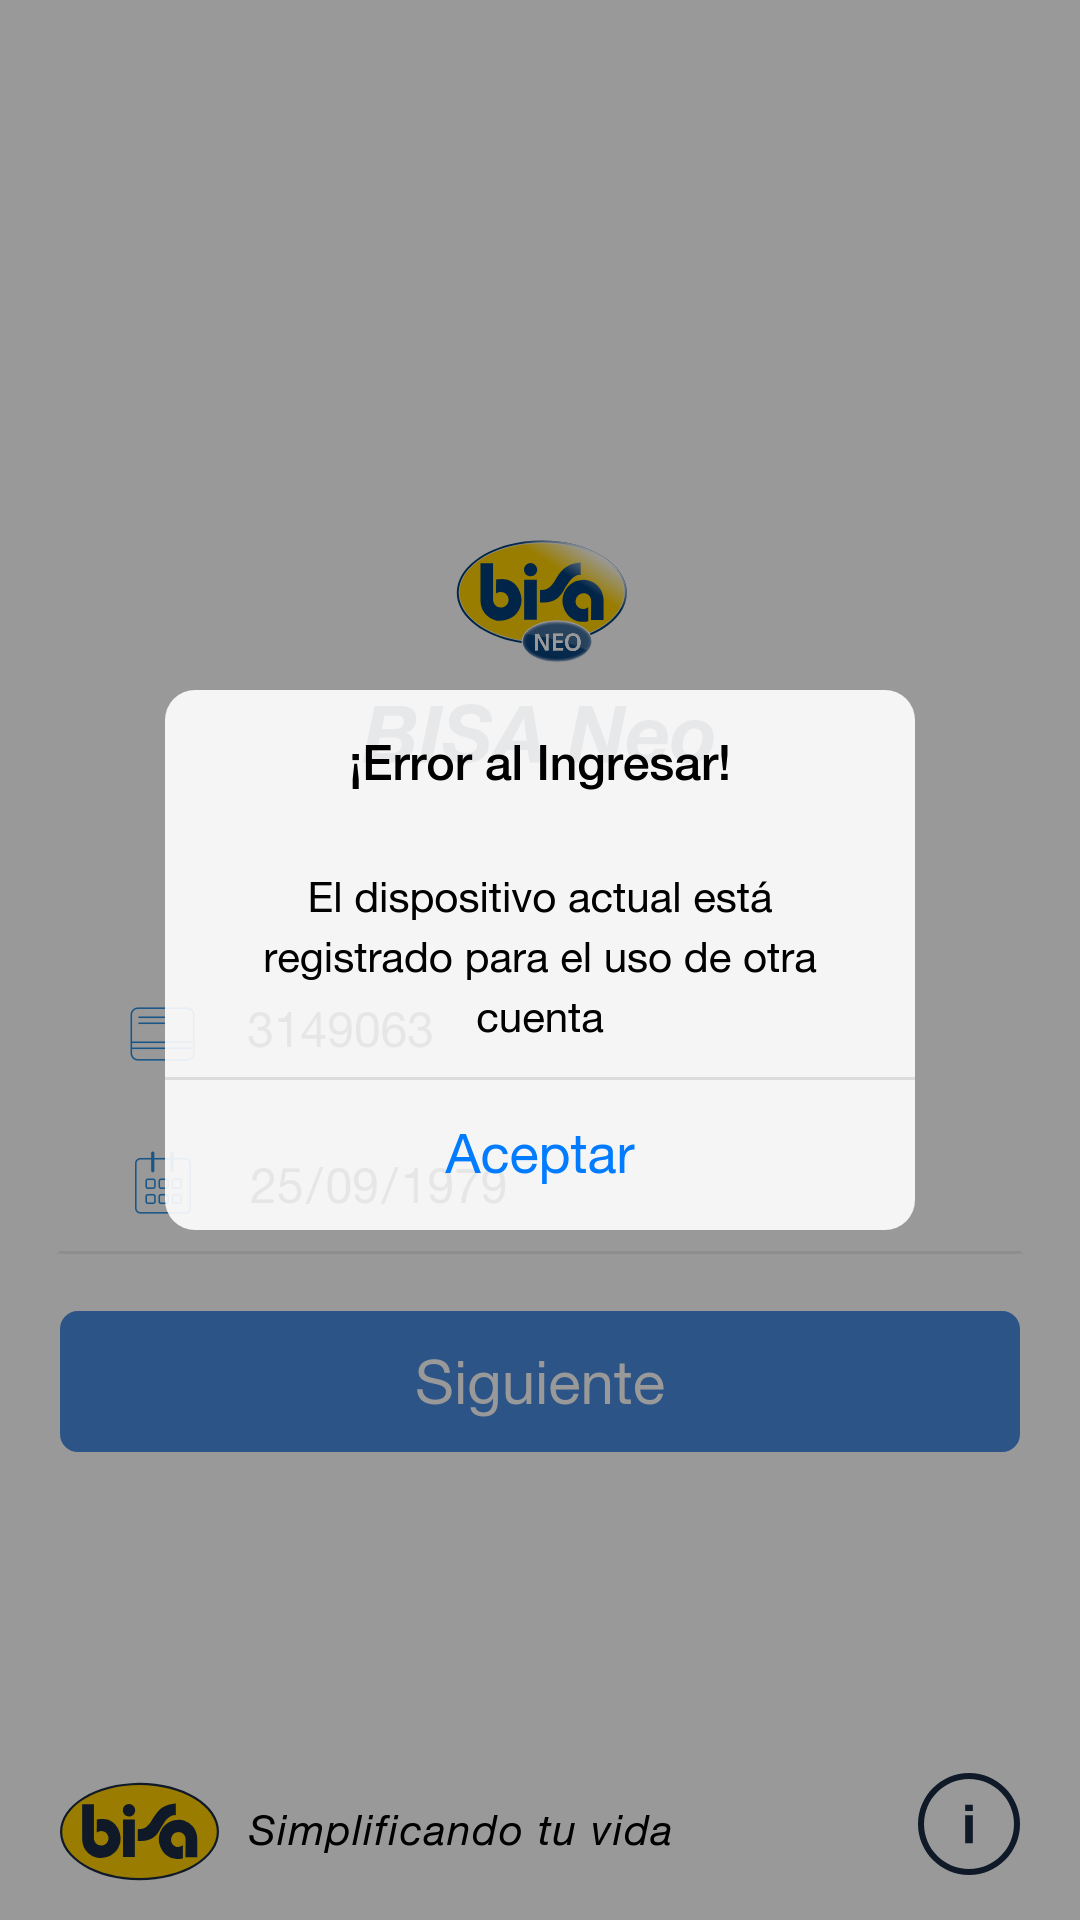 bisa
NEO
BISA Neo
¡Error al Ingresar!
El dispositivo actual está
registrado para el uso de otra
cuenta
3149063
Aceptar
25/09/1979
Siguiente
bisa
Simplificando tu vida
i